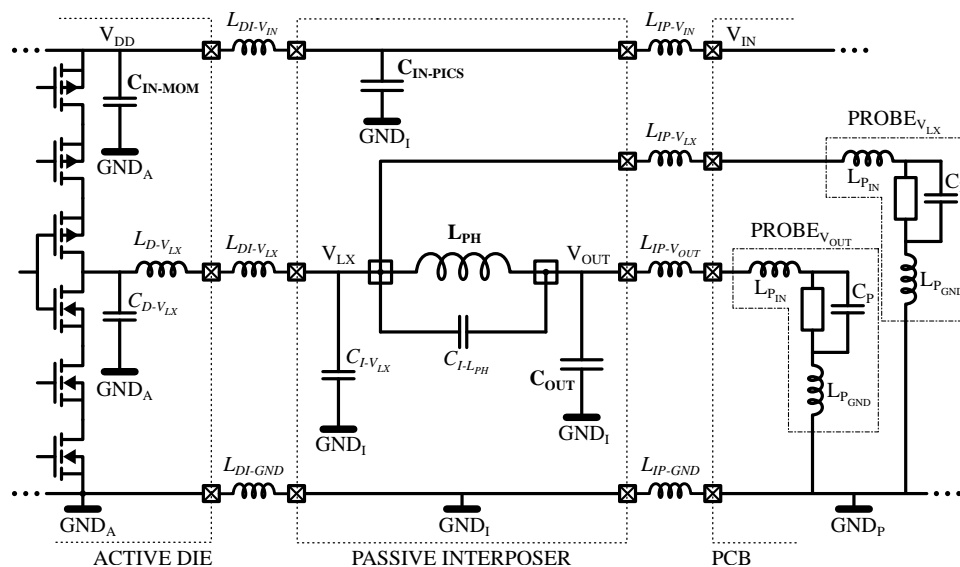 L_DI-V_IN
L_IP-V_IN
V_DD
V_IN
C_IN-MOM
C_IN-PICS
GND_A
GND_I
PROBE_V_LX
L_IP-V_LX
L_P_IN
C
L_D-V_LX
L_DI-V_LX
V_LX
L_PH
V_OUT
L_IP-V_OUT
PROBE_V_OUT
L_P_IN
C_P
L_P_GND
C_D-V_LX
C_I-V_LX
C_I-L_PH
C_OUT
GND_A
L_P_GND
GND_I
GND_I
L_DI-GND
L_IP-GND
GND_A
GND_I
GND_P
ACTIVE DIE
PASSIVE INTERPOSER
PCB